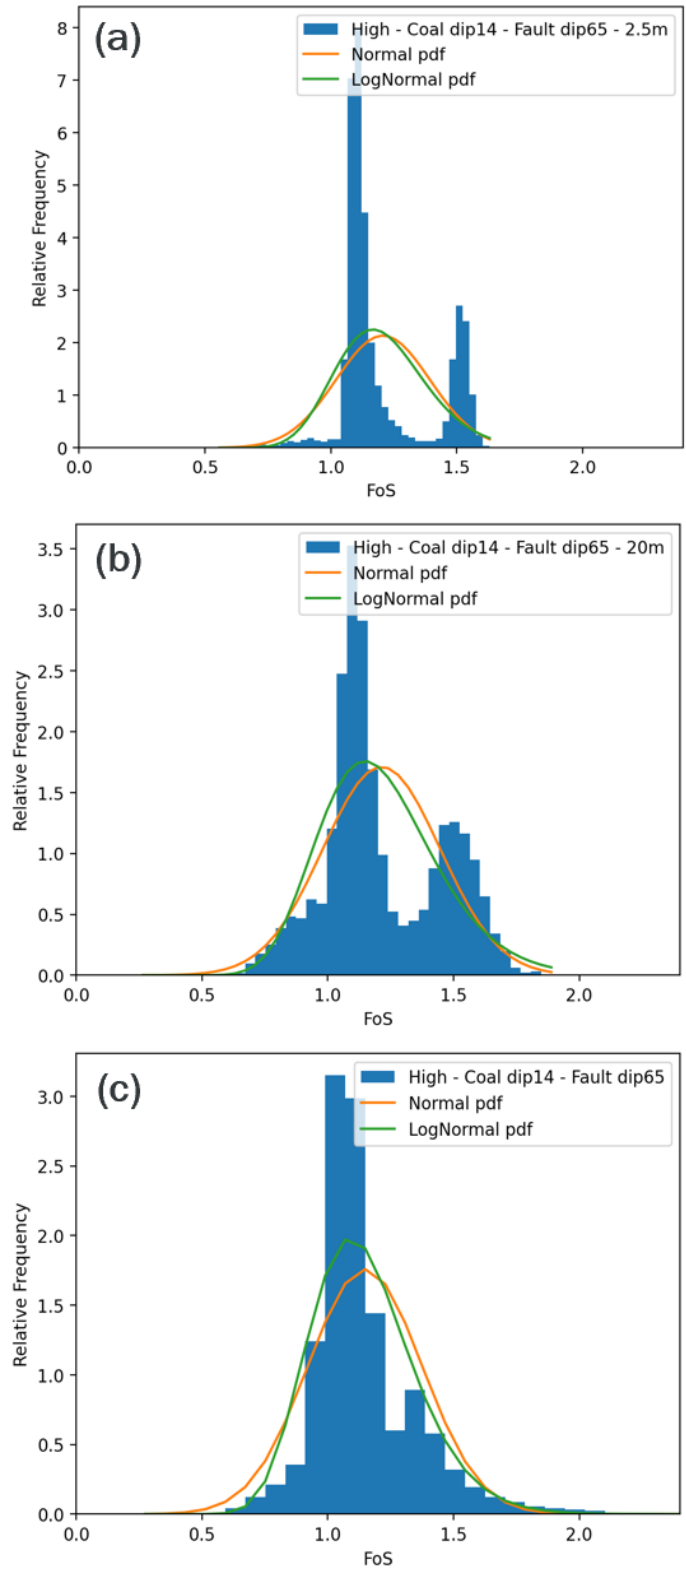 (a)
High - Coal dip14 - Fault dip65 - 2.5m
Normal pdf
LogNormal pdf
Relative Frequency
8
7
6
5
4
3
2
1
0
0.0 0.5 1.0 1.5 2.0
FoS
(b)
High - Coal dip14 - Fault dip65 - 20m
Normal pdf
LogNormal pdf
Relative Frequency
3.5
3.0
2.5
2.0
1.5
1.0
0.5
0.0
0.0 0.5 1.0 1.5 2.0
FoS
(c)
High - Coal dip14 - Fault dip65
Normal pdf
LogNormal pdf
Relative Frequency
3.0
2.5
2.0
1.5
1.0
0.5
0.0
0.0 0.5 1.0 1.5 2.0
FoS